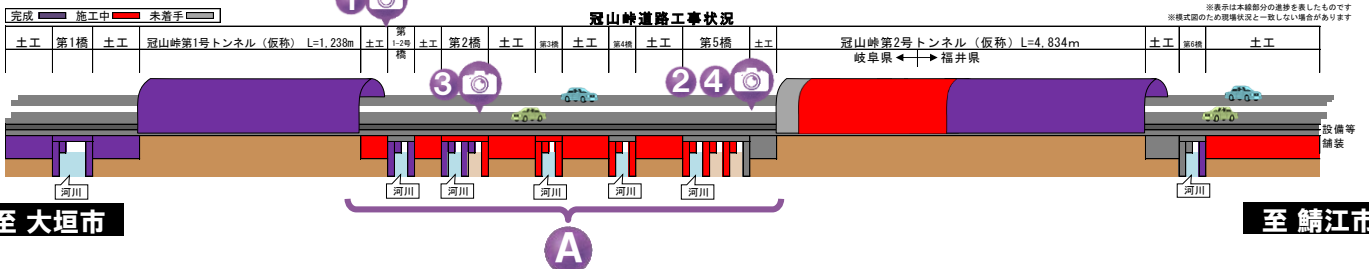 完成 施工中 未着手
① 
冠山峠道路工事状況
※表示は本線部分の進捗を表したものです
※模式図のため現場状況と一致しない場合があります
土工 第1橋 土工 冠山峠第1号トンネル（仮称） L=1,238m 土工 第1-2号橋 土工 第2橋 土工 第3橋 土工 第4橋 土工 第5橋 土工 冠山峠第2号トンネル（仮称）L=4,834m 土工 第6橋 土工
岐阜県 ⟷ 福井県
③ ② ④
設備等
舗装
河川 河川 河川 河川 河川 河川 河川
至 大垣市 至 鯖江市
A